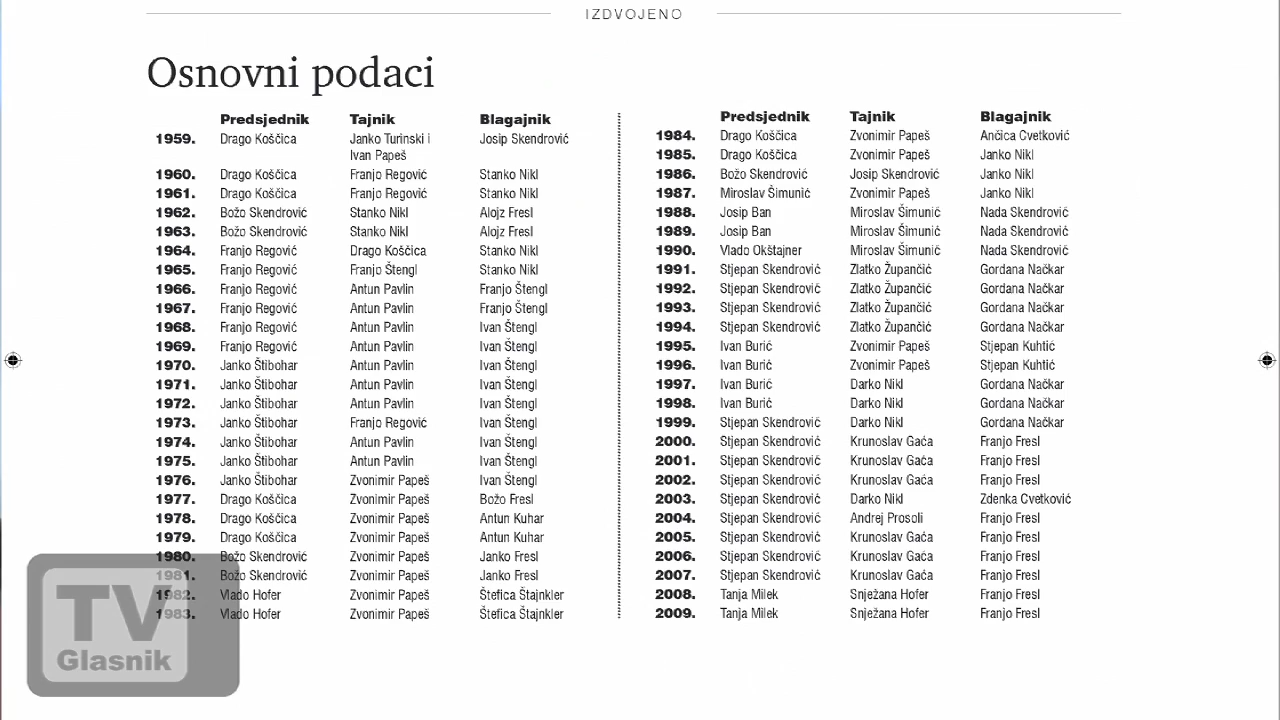 IZDVOJENO
Osnovni podaci
Predsjednik Tajnik Blagajnik
1959. Drago Koščica Janko Turinski i Josip Skendrović
Ivan Papeš
1960. Drago Koščica Franjo Regović Stanko Nikl
1961. Drago Koščica Franjo Regović Stanko Nikl
1962. Božo Skendrović Stanko Nikl Alojz Fresl
1963. Božo Skendrović Stanko Nikl Alojz Fresl
1964. Franjo Regović Drago Koščica Stanko Nikl
1965. Franjo Regović Franjo Štengl Stanko Nikl
1966. Franjo Regović Antun Pavlin Franjo Štengl
1967. Franjo Regović Antun Pavlin Franjo Štengl
1968. Franjo Regović Antun Pavlin Ivan Štengl
1969. Franjo Regović Antun Pavlin Ivan Štengl
1970. Janko Štibohar Antun Pavlin Ivan Štengl
1971. Janko Štibohar Antun Pavlin Ivan Štengl
1972. Janko Štibohar Antun Pavlin Ivan Štengl
1973. Janko Štibohar Franjo Regović Ivan Štengl
1974. Janko Štibohar Antun Pavlin Ivan Štengl
1975. Janko Štibohar Antun Pavlin Ivan Štengl
1976. Janko Štibohar Zvonimir Papeš Ivan Štengl
1977. Drago Koščica Zvonimir Papeš Božo Fresl
1978. Drago Koščica Zvonimir Papeš Antun Kuhar
1979. Drago Koščica Zvonimir Papeš Antun Kuhar
1980. Božo Skendrović Zvonimir Papeš Janko Fresl
1981. Božo Skendrović Zvonimir Papeš Janko Fresl
1982. Vlado Hofer Zvonimir Papeš Štefica Štajnkler
1983. Vlado Hofer Zvonimir Papeš Štefica Štajnkler
Predsjednik Tajnik Blagajnik
1984. Drago Koščica Zvonimir Papeš Ančica Cvetković
1985. Drago Koščica Zvonimir Papeš Janko Nikl
1986. Božo Skendrović Josip Skendrović Janko Nikl
1987. Miroslav Šimunić Zvonimir Papeš Janko Nikl
1988. Josip Ban Miroslav Šimunić Nada Skendrović
1989. Josip Ban Miroslav Šimunić Nada Skendrović
1990. Vlado Okštajner Miroslav Šimunić Nada Skendrović
1991. Stjepan Skendrović Zlatko Župančić Gordana Načkar
1992. Stjepan Skendrović Zlatko Župančić Gordana Načkar
1993. Stjepan Skendrović Zlatko Župančić Gordana Načkar
1994. Stjepan Skendrović Zlatko Župančić Gordana Načkar
1995. Ivan Burić Zvonimir Papeš Stjepan Kuhtić
1996. Ivan Burić Zvonimir Papeš Stjepan Kuhtić
1997. Ivan Burić Darko Nikl Gordana Načkar
1998. Ivan Burić Darko Nikl Gordana Načkar
1999. Stjepan Skendrović Darko Nikl Gordana Načkar
2000. Stjepan Skendrović Krunoslav Gaća Franjo Fresl
2001. Stjepan Skendrović Krunoslav Gaća Franjo Fresl
2002. Stjepan Skendrović Krunoslav Gaća Franjo Fresl
2003. Stjepan Skendrović Darko Nikl Zdenka Cvetković
2004. Stjepan Skendrović Andrej Prosoli Franjo Fresl
2005. Stjepan Skendrović Krunoslav Gaća Franjo Fresl
2006. Stjepan Skendrović Krunoslav Gaća Franjo Fresl
2007. Stjepan Skendrović Krunoslav Gaća Franjo Fresl
2008. Tanja Milek Snježana Hofer Franjo Fresl
2009. Tanja Milek Snježana Hofer Franjo Fresl
TV
Glasnik